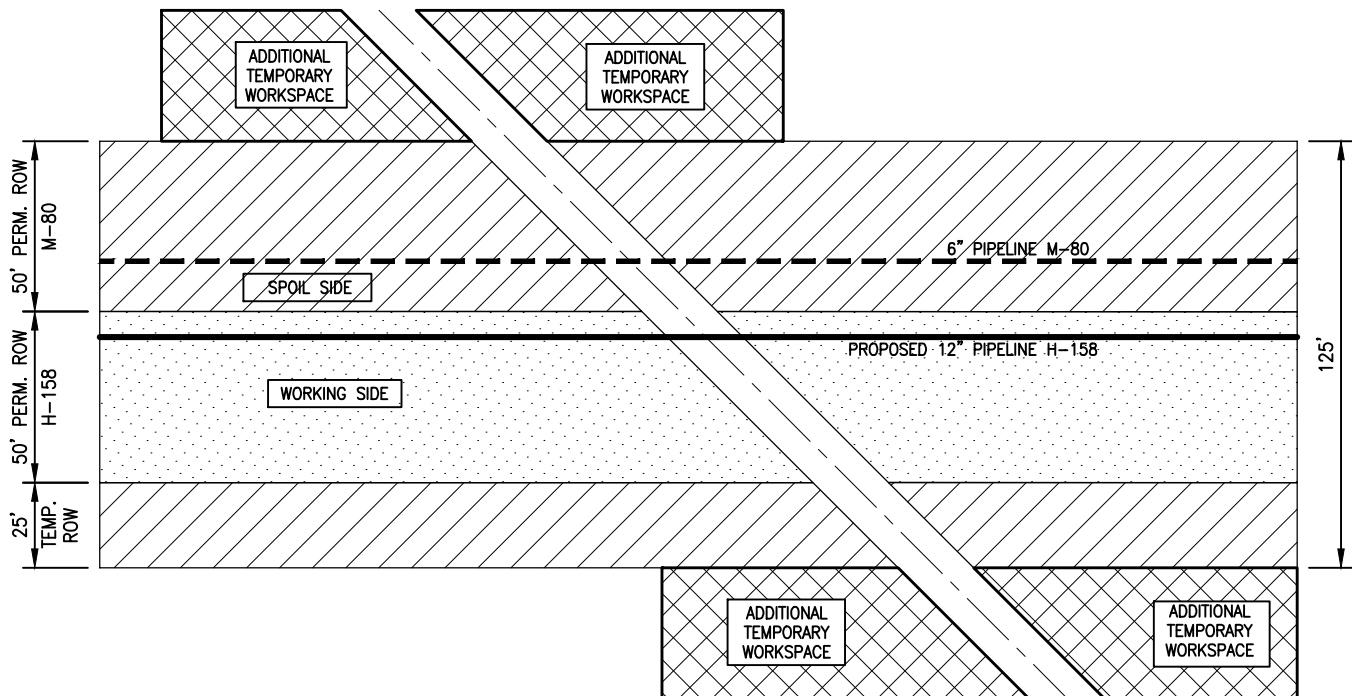 ADDITIONAL
TEMPORARY
WORKSPACE
ADDITIONAL
TEMPORARY
WORKSPACE
50' PERM. ROW
M-80
6" PIPELINE M-80
SPOIL SIDE
50' PERM. ROW
H-158
PROPOSED 12" PIPELINE H-158
WORKING SIDE
125'
25'
TEMP.
ROW
ADDITIONAL
TEMPORARY
WORKSPACE
ADDITIONAL
TEMPORARY
WORKSPACE